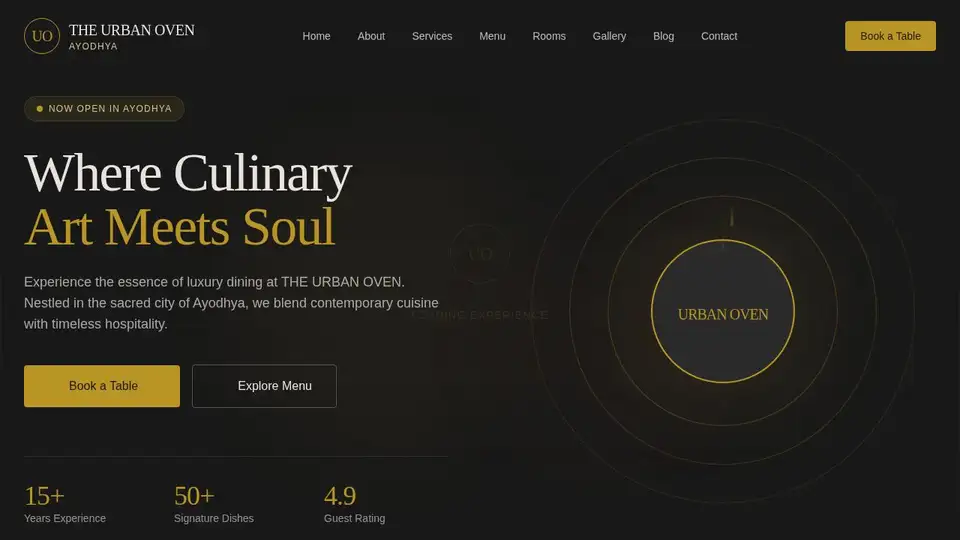 UO
THE URBAN OVEN
AYODHYA
Home
About
Services
Menu
Rooms
Gallery
Blog
Contact
Book a Table
NOW OPEN IN AYODHYA
Where Culinary
Art Meets Soul
Experience the essence of luxury dining at THE URBAN OVEN.
Nestled in the sacred city of Ayodhya, we blend contemporary cuisine
with timeless hospitality.
Book a Table
Explore Menu
15+
Years Experience
50+
Signature Dishes
4.9
Guest Rating
UO
EXPERIENCE
URBAN OVEN